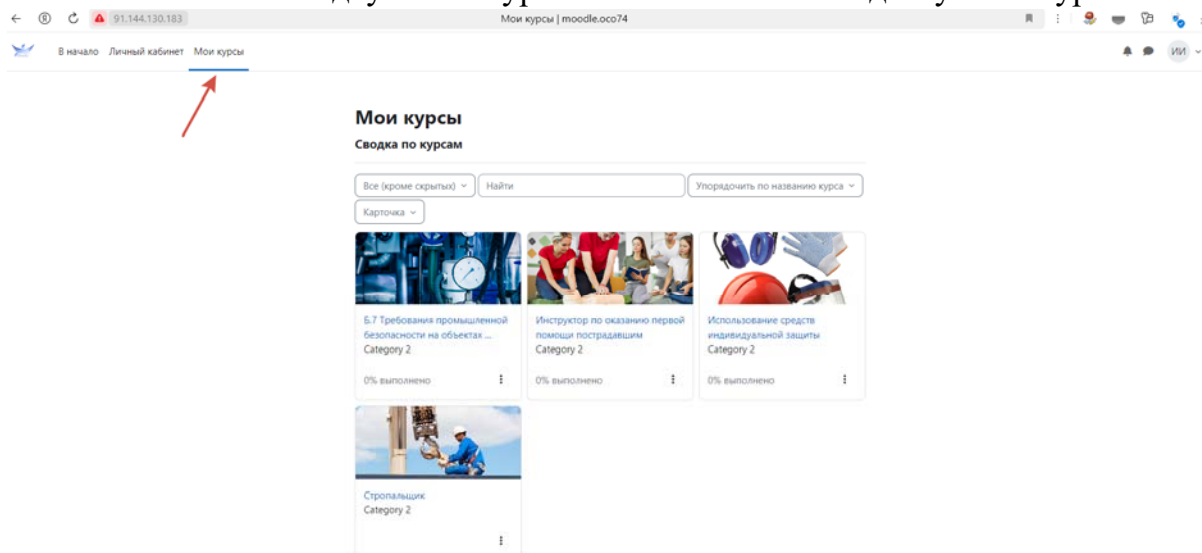 91.144.130.183
Мои курсы | moodle.oco74
В начало Личный кабинет Мои курсы
ИИ
Мои курсы
Сводка по курсам
Все (кроме скрытых)
Найти
Упорядочить по названию курса
Карточка
Б.7 Требования промышленной
безопасности на объектах ...
Category 2
0% выполнено
Инструктор по оказанию первой
помощи пострадавшим
Category 2
0% выполнено
Использование средств
индивидуальной защиты
Category 2
0% выполнено
Стропальщик
Category 2